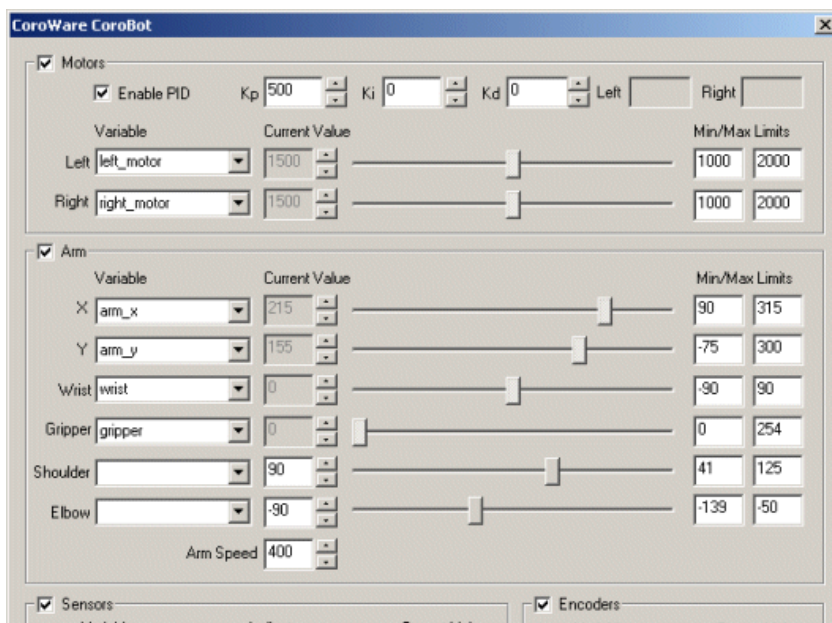 CoroWare CoroBot
Motors
Enable PID Kp 500 Ki 0 Kd 0 Left Right
Variable Current Value Min/Max Limits
Left left_motor 1500 1000 2000
Right right_motor 1500 1000 2000
Arm
Variable Current Value Min/Max Limits
X arm_x 215 90 315
Y arm_y 155 -75 300
Wrist wrist 0 -90 90
Gripper gripper 0 0 254
Shoulder 90 41 125
Elbow -90 -139 -50
Arm Speed 400
Sensors Encoders